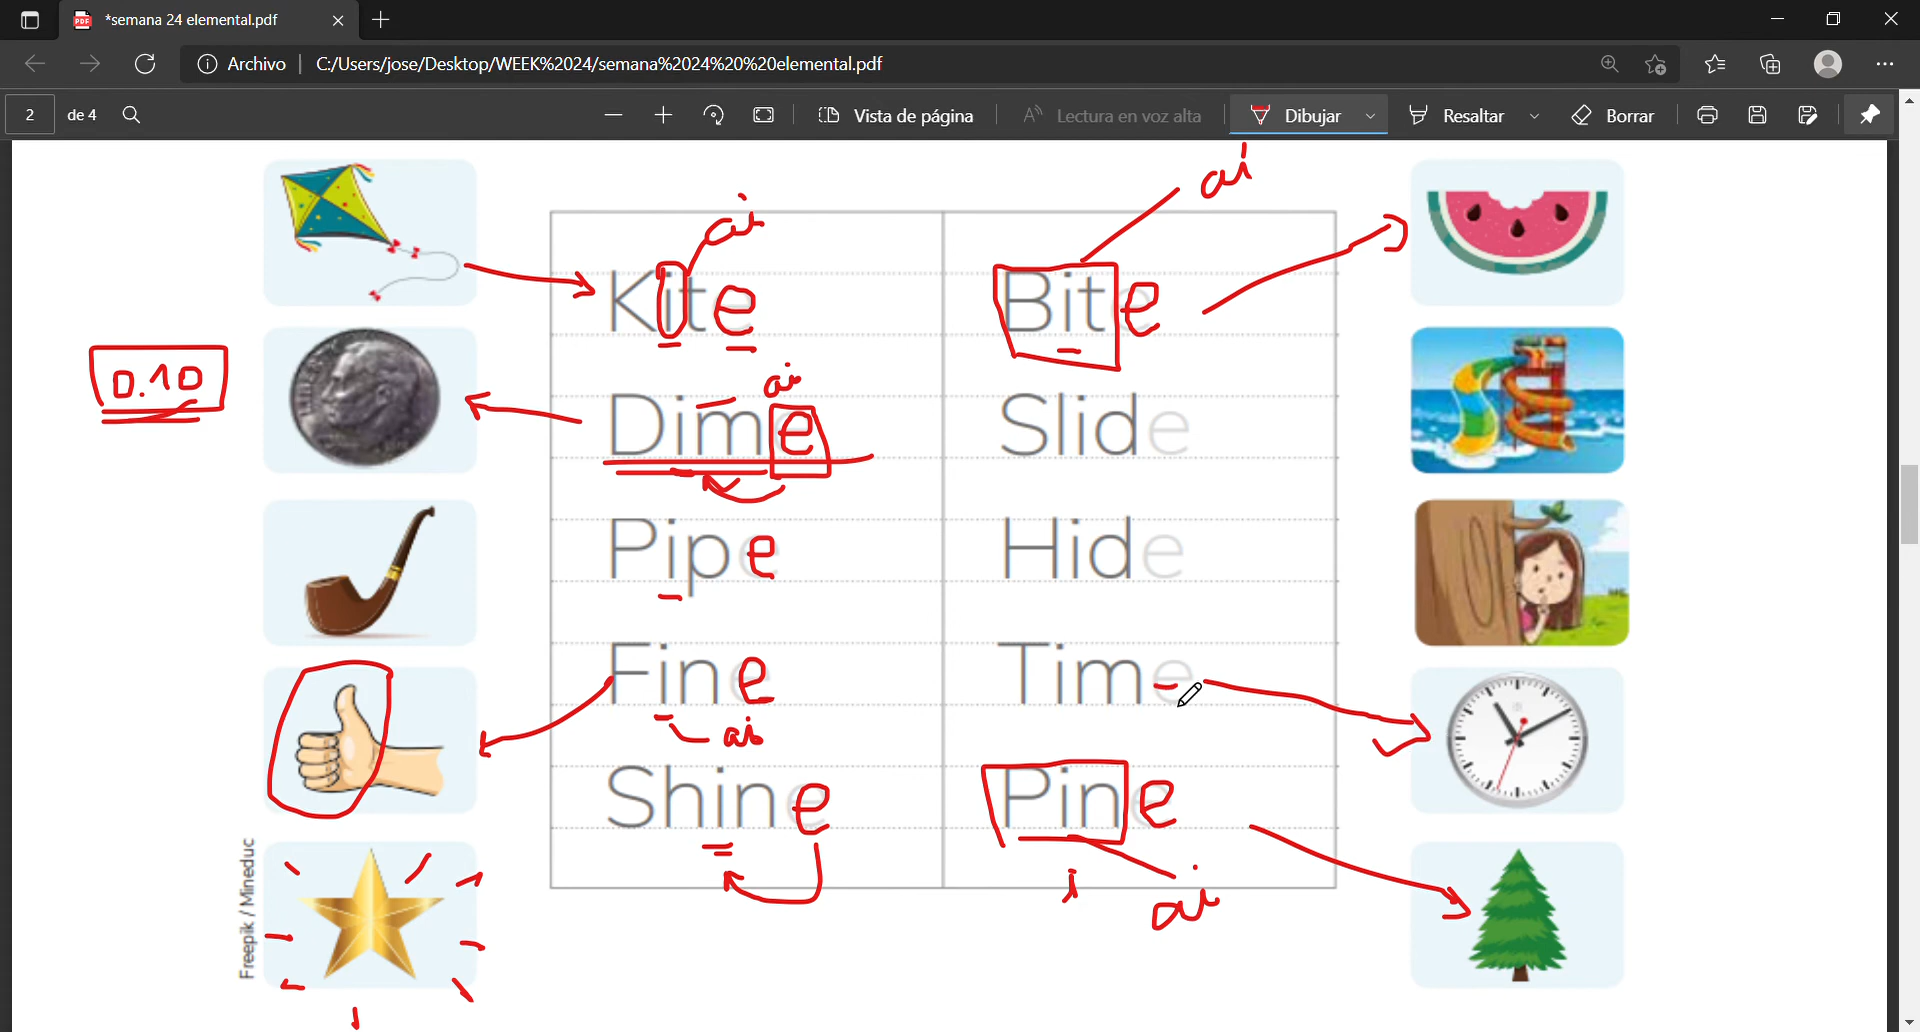 *semana 24 elemental.pdf
Archivo
C:/Users/jose/Desktop/WEEK%2024/semana%2024%20%20elemental.pdf
2 de 4
Vista de página
Lectura en voz alta
Dibujar
Resaltar
Borrar
ai
ai
Kite
Bite
0.10
ai
Dime
Slide
Pipe
Hide
Fine
Time
ai
Shine
Pine
i
ai
Freepik / Mineduc